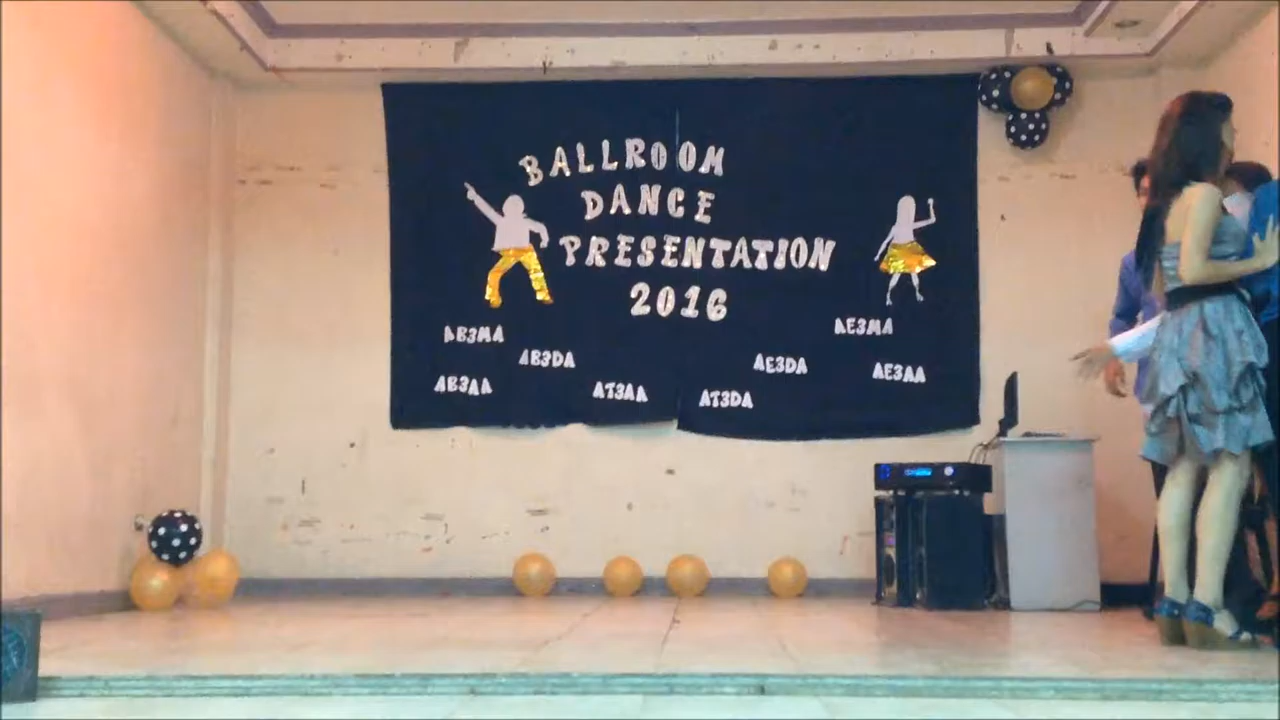 BALLROOM
DANCE
PRESENTATION
2016
AB3MA
AE3MA
AB3DA
AE3DA
AB3AA
AT3AA
AT3DA
AE3AA